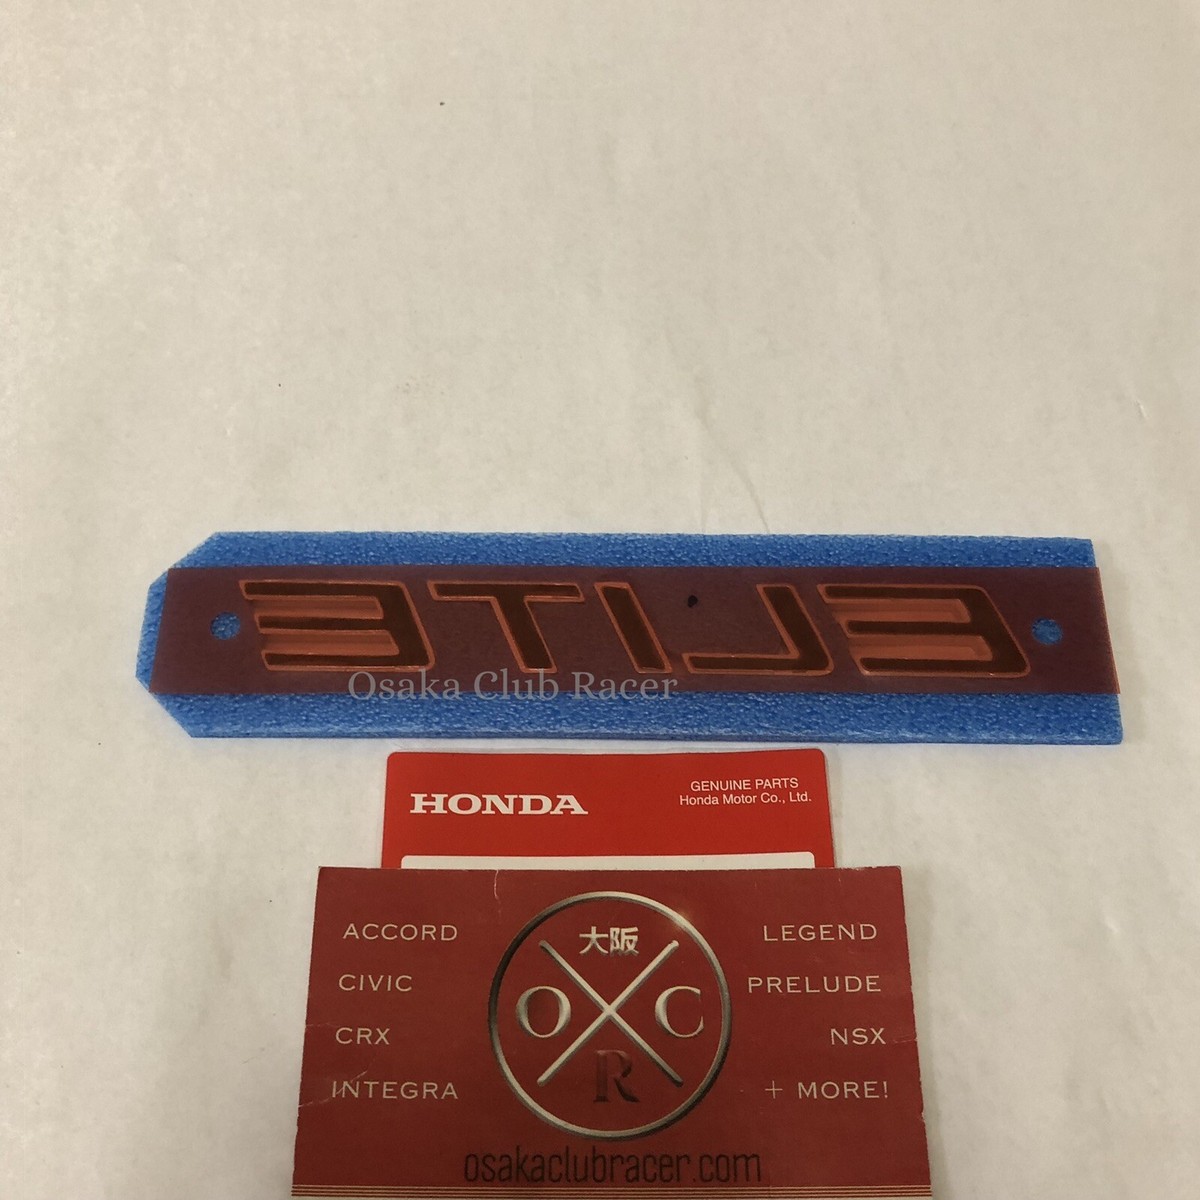 ELITE
Osaka Club Racer
HONDA
GENUINE PARTS
Honda Motor Co., Ltd.
ACCORD
CIVIC
CRX
INTEGRA
大阪
O C
R
LEGEND
PRELUDE
NSX
+ MORE!
osakaclubracer.com